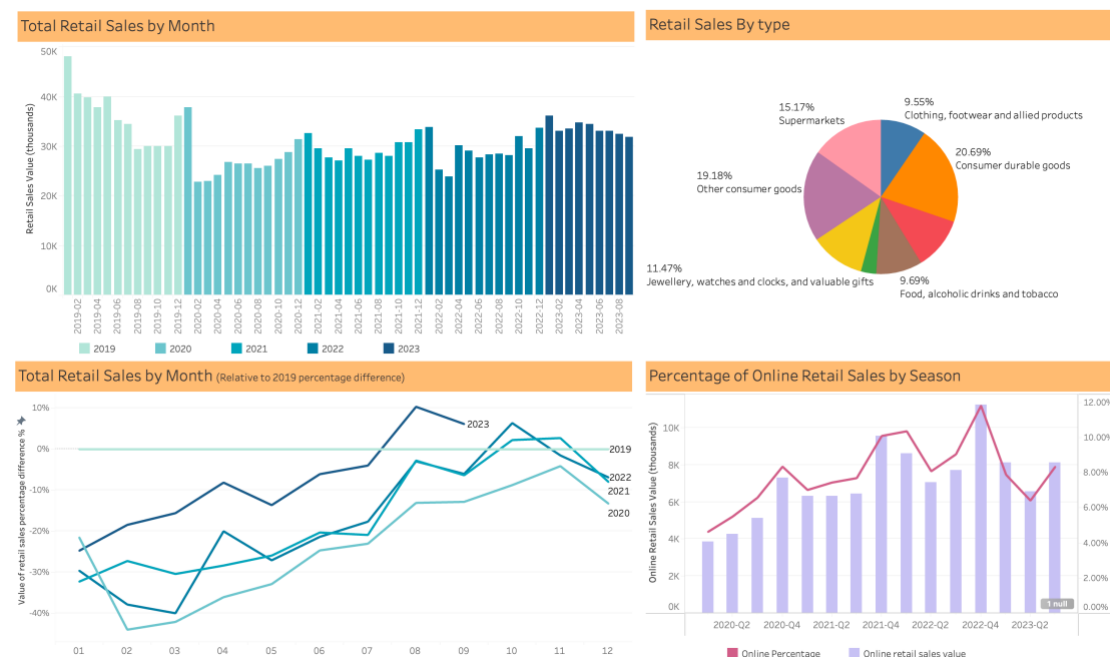 Total Retail Sales by Month
50K
40K
30K
20K
10K
0K
Retail Sales Value (thousands)
2019-02
2019-04
2019-06
2019-08
2019-10
2019-12
2020-02
2020-04
2020-06
2020-08
2020-10
2020-12
2021-02
2021-04
2021-06
2021-08
2021-10
2021-12
2022-02
2022-04
2022-06
2022-08
2022-10
2022-12
2023-02
2023-04
2023-06
2023-08
2019
2020
2021
2022
2023
Retail Sales By type
9.55%
Clothing, footwear and allied products
20.69%
Consumer durable goods
9.69%
Food, alcoholic drinks and tobacco
11.47%
Jewellery, watches and clocks, and valuable gifts
19.18%
Other consumer goods
15.17%
Supermarkets
Total Retail Sales by Month (Relative to 2019 percentage difference)
10%
0%
-10%
-20%
-30%
-40%
Value of retail sales percentage difference %
2023
2019
2022
2021
2020
01
02
03
04
05
06
07
08
09
10
11
12
Percentage of Online Retail Sales by Season
10K
8K
6K
4K
2K
0K
Online Retail Sales Value (thousands)
12.00%
10.00%
8.00%
6.00%
4.00%
2.00%
0.00%
1 null
2020-Q2
2020-Q4
2021-Q2
2021-Q4
2022-Q2
2022-Q4
2023-Q2
Online Percentage
Online retail sales value